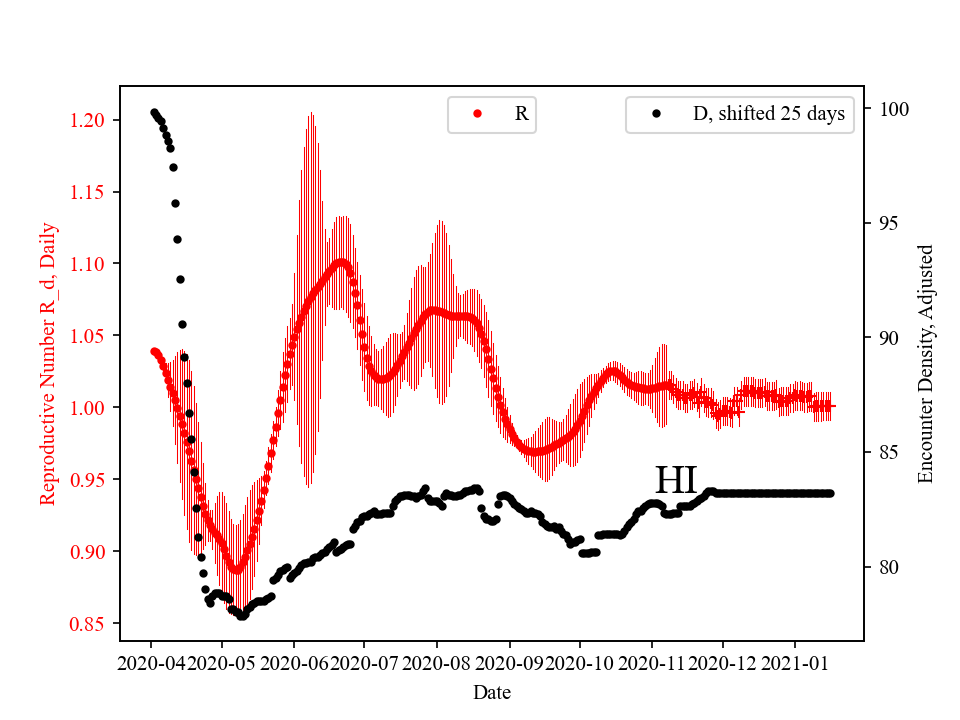 R
D, shifted 25 days
1.20
1.15
1.10
1.05
1.00
0.95
0.90
0.85
Reproductive Number R_d, Daily
100
95
90
85
80
Encounter Density, Adjusted
HI
2020-04 2020-05 2020-06 2020-07 2020-08 2020-09 2020-10 2020-11 2020-12 2021-01
Date